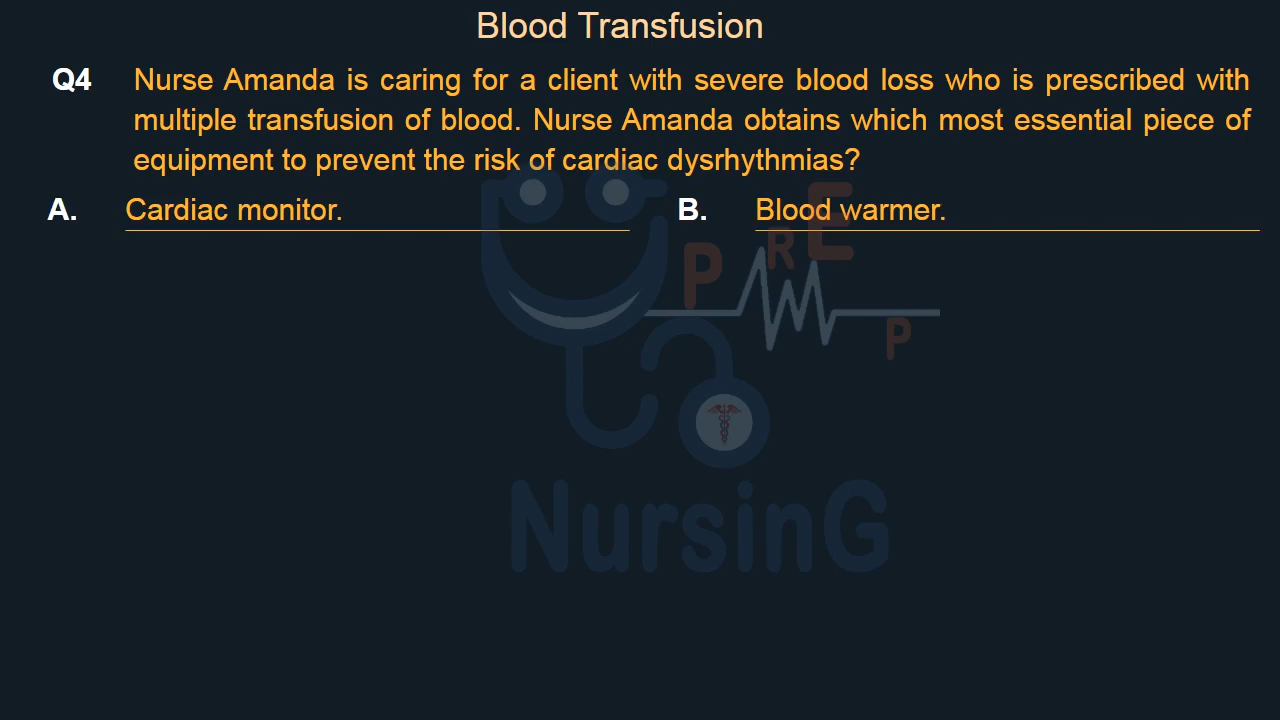 Blood Transfusion
Q4 Nurse Amanda is caring for a client with severe blood loss who is prescribed with
multiple transfusion of blood. Nurse Amanda obtains which most essential piece of
equipment to prevent the risk of cardiac dysrhythmias?
A. Cardiac monitor. B. Blood warmer.
P R E P
NursinG